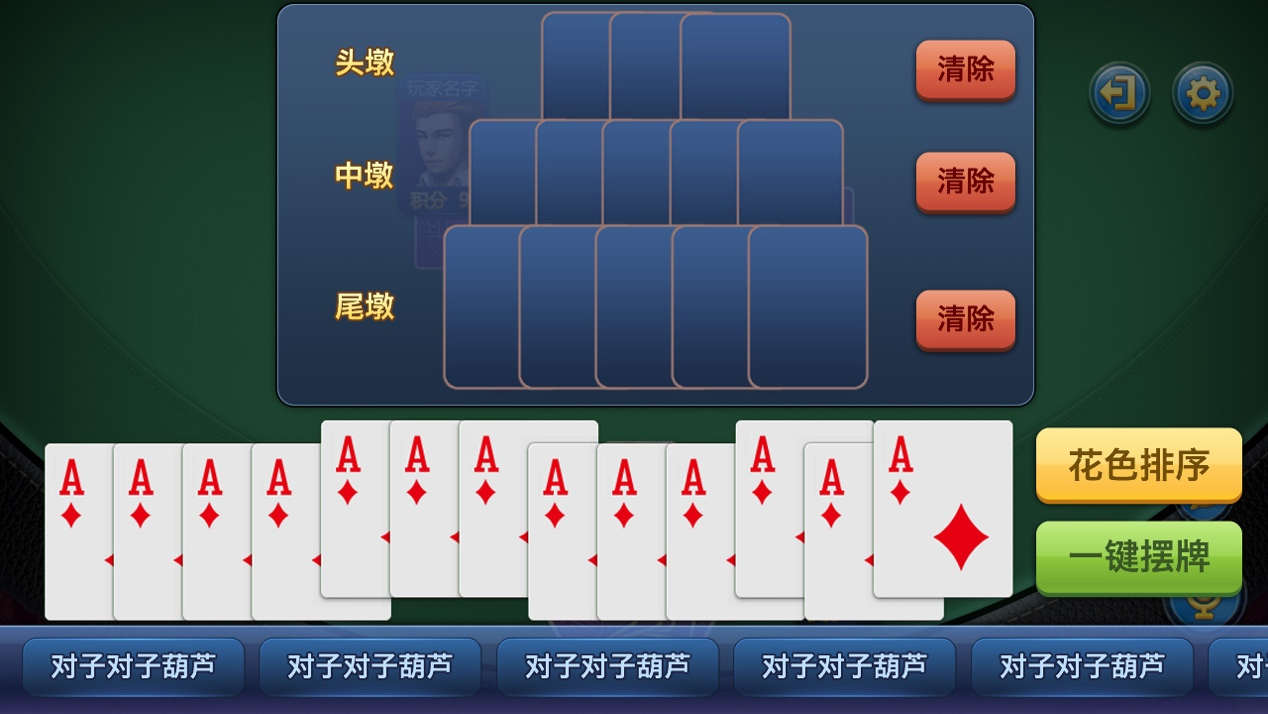 头墩
清除
玩家名字
中墩
清除
积分 9
尾墩
清除
A A A A A A A A A A A A A
花色排序
一键摆牌
对子对子葫芦 对子对子葫芦 对子对子葫芦 对子对子葫芦 对子对子葫芦 对